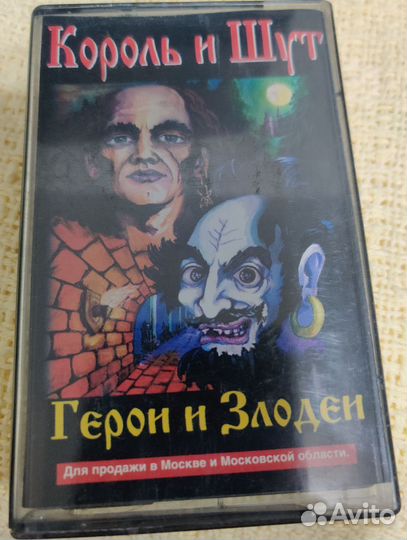 Король и Шут
Герои и Злодеи
Для продажи в Москве и Московской области.
Avito